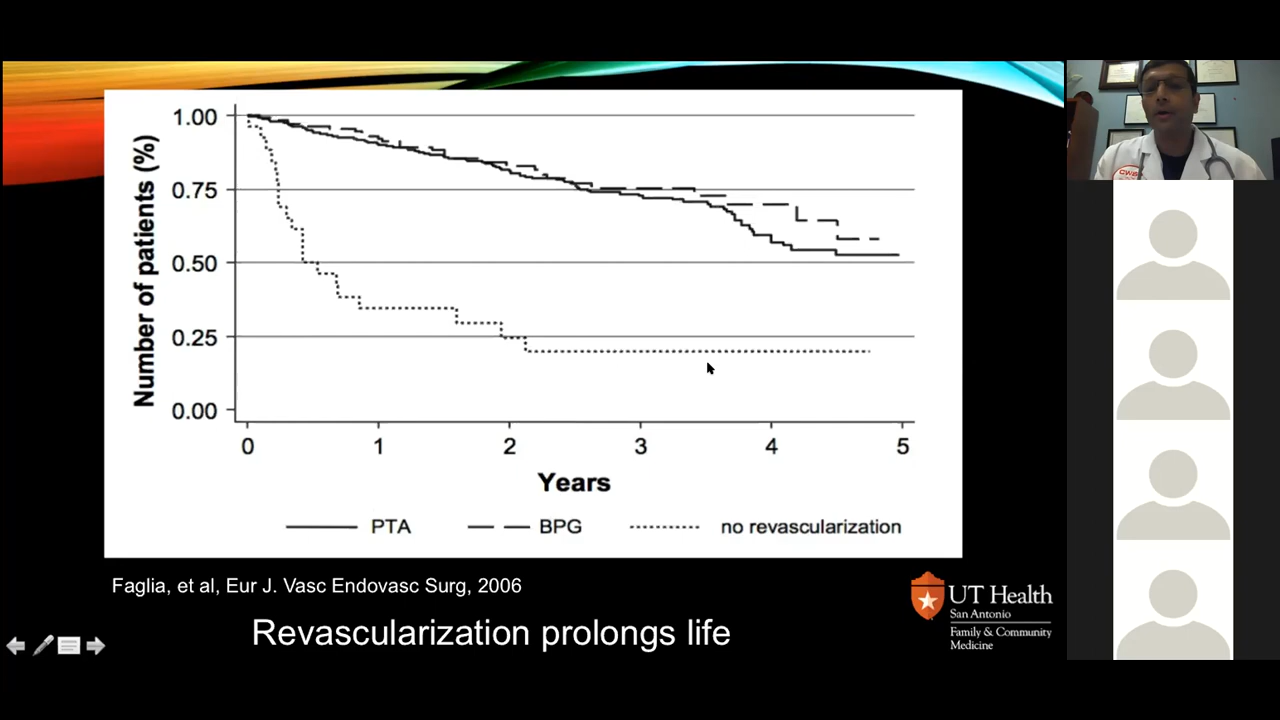 Number of patients (%)
1.00
0.75
0.50
0.25
0.00
0 1 2 3 4 5
Years
PTA BPG no revascularization
Faglia, et al, Eur J. Vasc Endovasc Surg, 2006
Revascularization prolongs life
UT Health
San Antonio
Family & Community
Medicine